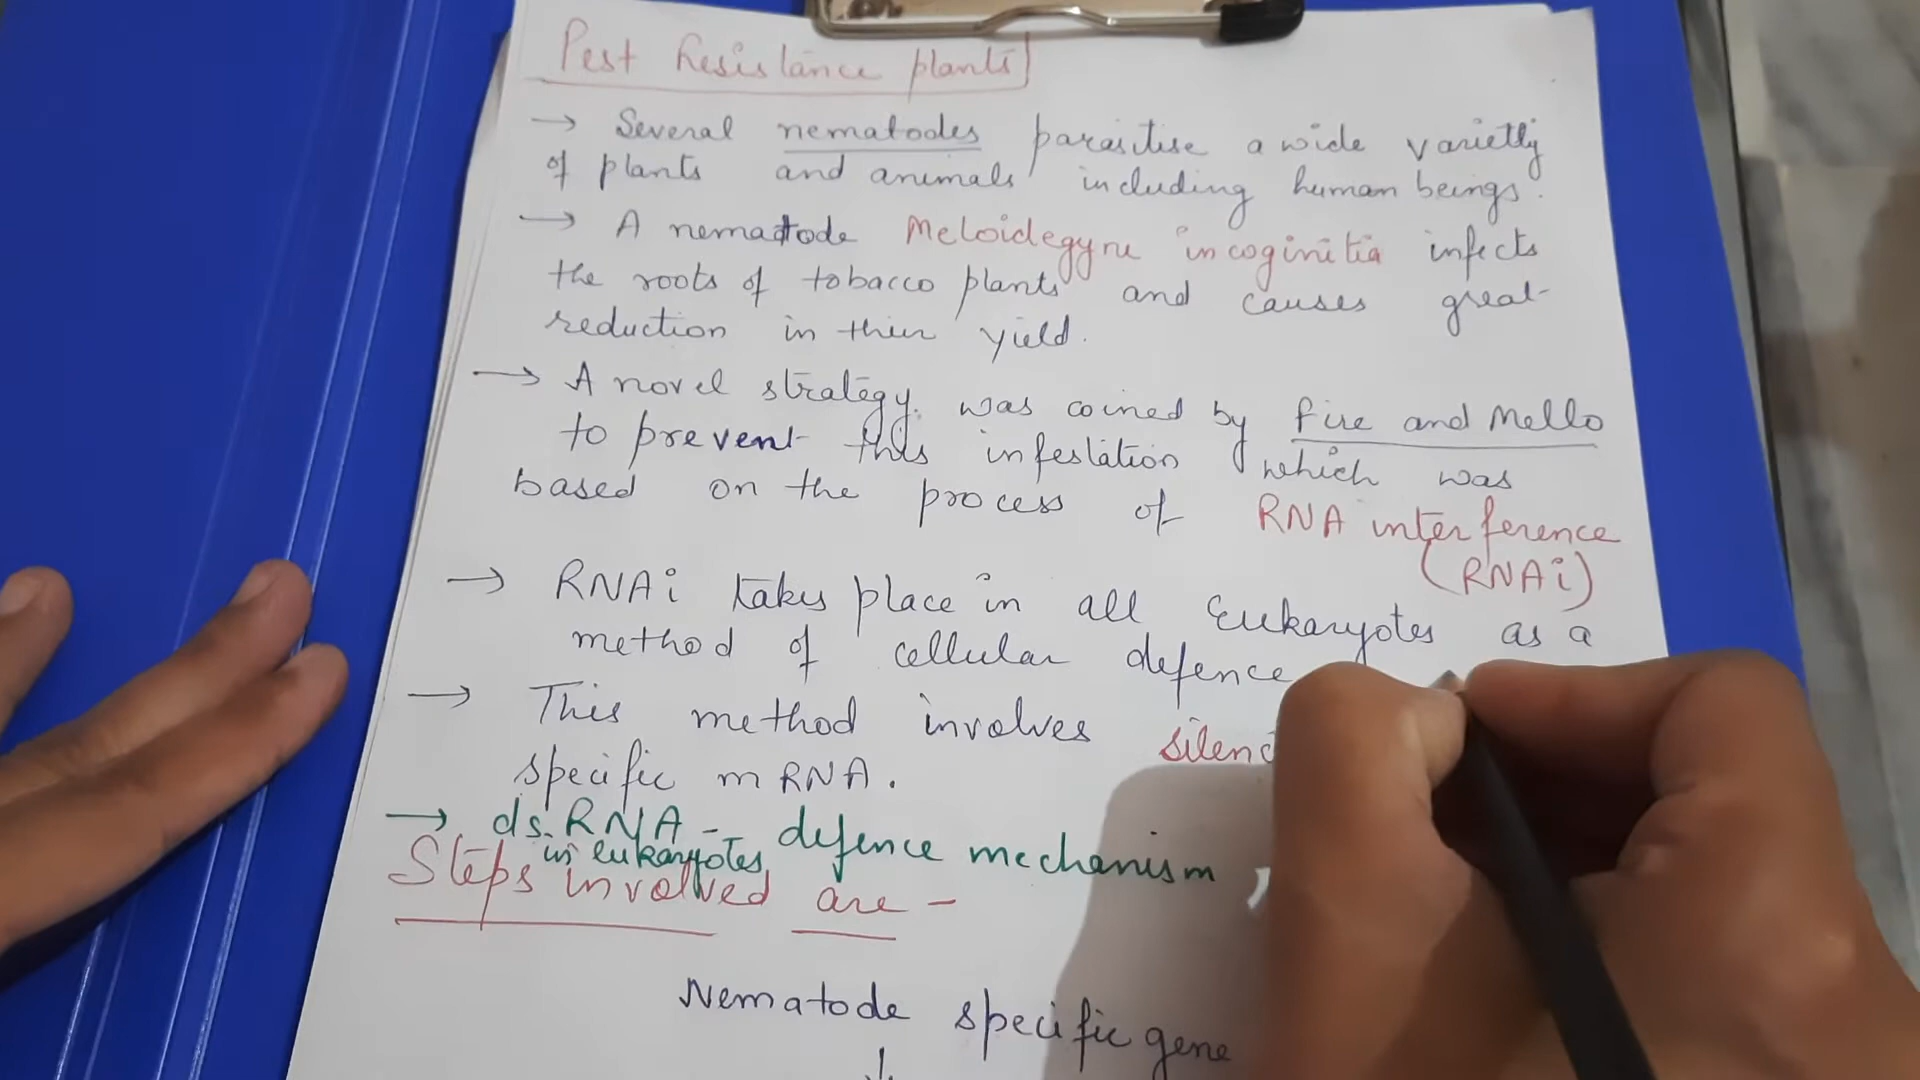 Pest Resistance plants
→ Several nematodes parasitise a wide varietly
of plants and animals including human beings.
→ A nematode Meloidegyne incoginitia infects
the roots of tobacco plants and causes great
reduction in their yield.
→ A novel strategy was coined by Fire and Mello
to prevent this infestation which was
based on the process of RNA interference
(RNAi)
→ RNAi takes place in all Eukaryotes as a
method of cellular defence
→ This method involves silenc
specific mRNA.
→ ds.RNA - defence mechanism
in eukaryotes
Steps involved are -
Nematode specific gene
↓